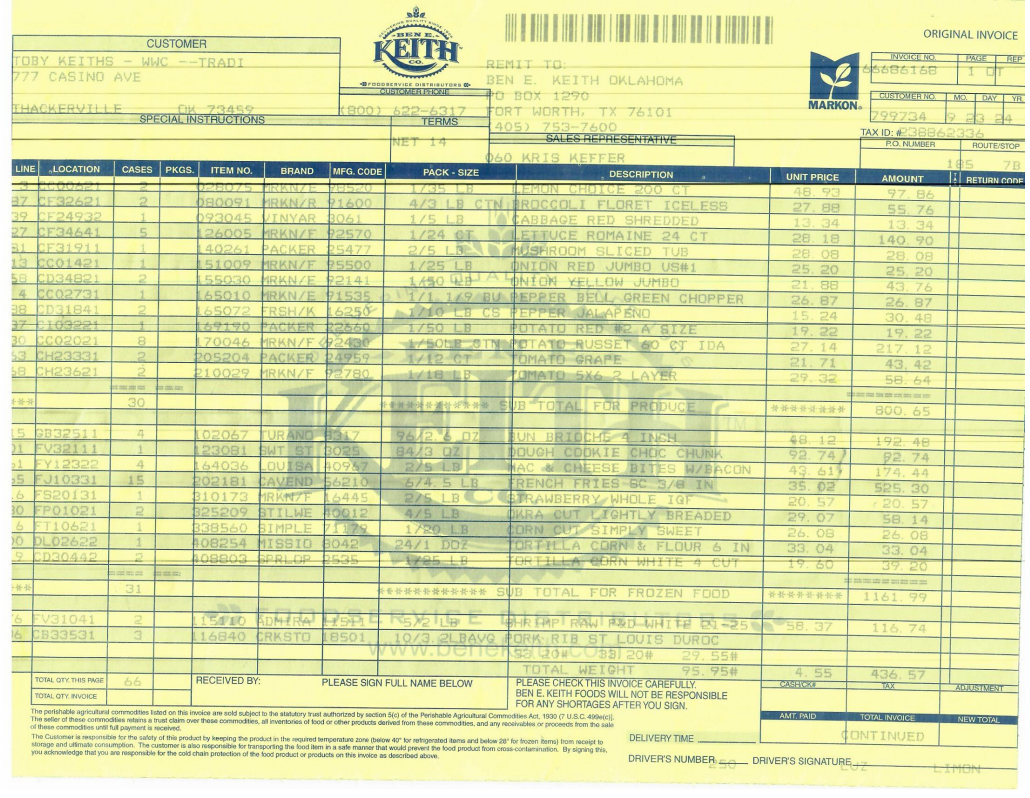 DELIVERING QUALITY SINCE 1906
BEN E.
KEITH
CO.
FOODSERVICE DISTRIBUTORS
MARKON®
ORIGINAL INVOICE
INVOICE NO. PAGE REP
66686168 1 OT
CUSTOMER
TOBY KEITHS - WWC --TRADI
777 CASINO AVE
THACKERVILLE OK 73459
CUSTOMER PHONE
(800) 622-6317
REMIT TO:
BEN E. KEITH OKLAHOMA
PO BOX 1290
FORT WORTH, TX 76101
(405) 753-7600
CUSTOMER NO. MO. DAY YR.
799734 9 23 24
TAX ID: #238862336
SPECIAL INSTRUCTIONS
TERMS
NET 14
SALES REPRESENTATIVE
060 KRIS KEFFER
P.O. NUMBER ROUTE/STOP
185 7B
LINE LOCATION CASES PKGS. ITEM NO. BRAND MFG. CODE PACK - SIZE DESCRIPTION UNIT PRICE AMOUNT RETURN CODE
3 CC00621 2 028075 MRKN/E 98520 1/35 LB LEMON CHOICE 200 CT 48.93 97.86
37 CF32621 2 080091 MRKN/R 91600 4/3 LB CTN BROCCOLI FLORET ICELESS 27.88 55.76
39 CF24932 1 093045 VINYAR 3061 1/5 LB CABBAGE RED SHREDDED 13.34 13.34
27 CF34641 5 126005 MRKN/F 92570 1/24 CT LETTUCE ROMAINE 24 CT 28.18 140.90
31 CF31911 1 140261 PACKER 25477 2/5 LB MUSHROOM SLICED TUB 28.08 28.08
13 CC01421 1 151009 MRKN/F 95500 1/25 LB ONION RED JUMBO US#1 25.20 25.20
58 CD34821 2 155030 MRKN/E 92141 1/50 LB ONION YELLOW JUMBO 21.88 43.76
4 CC02731 1 165010 MRKN/E 91535 1/1 1/9 BU PEPPER BELL GREEN CHOPPER 26.87 26.87
38 CD31841 2 165072 FRSH/K 16250 1/10 LB CS PEPPER JALAPENO 15.24 30.48
37 CI03221 1 169190 PACKER 22660 1/50 LB POTATO RED #2 A SIZE 19.22 19.22
30 CC02021 8 170046 MRKN/F 92430 1/50LB CTN POTATO RUSSET 60 CT IDA 27.14 217.12
63 CH23331 2 205204 PACKER 24959 1/12 CT TOMATO GRAPE 21.71 43.42
68 CH23621 2 210029 MRKN/F 92780 1/18 LB TOMATO 5X6 2 LAYER 29.32 58.64
==== === =========
*** 30 *********** SUB TOTAL FOR PRODUCE ******** 800.65
15 GB32511 4 102067 TURANO 8317 96/2.6 OZ BUN BRIOCHE 4 INCH 48.12 192.48
01 FV32111 1 123081 SWT ST 3025 84/3 OZ DOUGH COOKIE CHOC CHUNK 92.74 92.74
61 FY12322 4 164036 LOUISA 40967 2/5 LB MAC & CHEESE BITES W/BACON 43.61 174.44
65 FJ10331 15 202181 CAVEND 56210 6/4.5 LB FRENCH FRIES SC 3/8 IN 35.02 525.30
16 FS20131 1 310173 MRKN/F 16445 2/5 LB STRAWBERRY WHOLE IQF 20.57 20.57
80 FP01021 2 325209 STILWE 40012 4/5 LB OKRA CUT LIGHTLY BREADED 29.07 58.14
6 FT10621 1 338560 SIMPLE 71179 1/20 LB CORN CUT SIMPLY SWEET 26.08 26.08
00 DL02622 1 408254 MISSIO 8042 24/1 DOZ TORTILLA CORN & FLOUR 6 IN 33.04 33.04
9 CD30442 2 408803 SPRLOP 2535 1/25 LB TORTILLA CORN WHITE 4 CUT 19.60 39.20
==== === =========
*** 31 ************ SUB TOTAL FOR FROZEN FOOD ******** 1161.99
6 FV31041 2 115110 ADMIRA 11511 5/2 LB SHRIMP RAW P&D WHITE 21-25 58.37 116.74
06 CB33531 3 116840 CRKSTO 18501 10/3.2LBAVG PORK RIB ST LOUIS DUROC
33.20# 33.20# 29.55#
TOTAL WEIGHT 95.95# 4.55 436.57
QUALITY
KEITH
CO.
TM
FOODSERVICE DISTRIBUTORS
www.benekeith.com
TOTAL QTY. THIS PAGE 66
TOTAL QTY. INVOICE
RECEIVED BY: PLEASE SIGN FULL NAME BELOW
PLEASE CHECK THIS INVOICE CAREFULLY.
BEN E. KEITH FOODS WILL NOT BE RESPONSIBLE
FOR ANY SHORTAGES AFTER YOU SIGN.
CASH/CK# TAX ADJUSTMENT
AMT. PAID TOTAL INVOICE NEW TOTAL
CONTINUED
The perishable agricultural commodities listed on this invoice are sold subject to the statutory trust authorized by section 5(c) of the Perishable Agricultural Commodities Act, 1930 (7 U.S.C. 499e(c)).
The seller of these commodities retains a trust claim over these commodities, all inventories of food or other products derived from these commodities, and any receivables or proceeds from the sale
of these commodities until full payment is received.
The Customer is responsible for the safety of this product by keeping the product in the required temperature zone (below 40° for refrigerated items and below 28° for frozen items) from receipt to
storage and ultimate consumption. The customer is also responsible for transporting the food item in a safe manner that would prevent the food product from cross-contamination. By signing this,
you acknowledge that you are responsible for the cold chain protection of the food product or products on this invoice as described above.
DELIVERY TIME
DRIVER'S NUMBER 250 DRIVER'S SIGNATURE LUZ LIMON